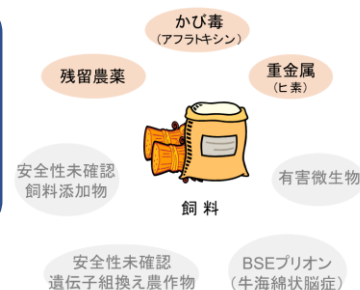 かび毒
（アフラトキシン）
残留農薬
重金属
（ヒ素）
安全性未確認
飼料添加物
有害微生物
飼料
安全性未確認
遺伝子組換え農作物
BSEプリオン
（牛海綿状脳症）